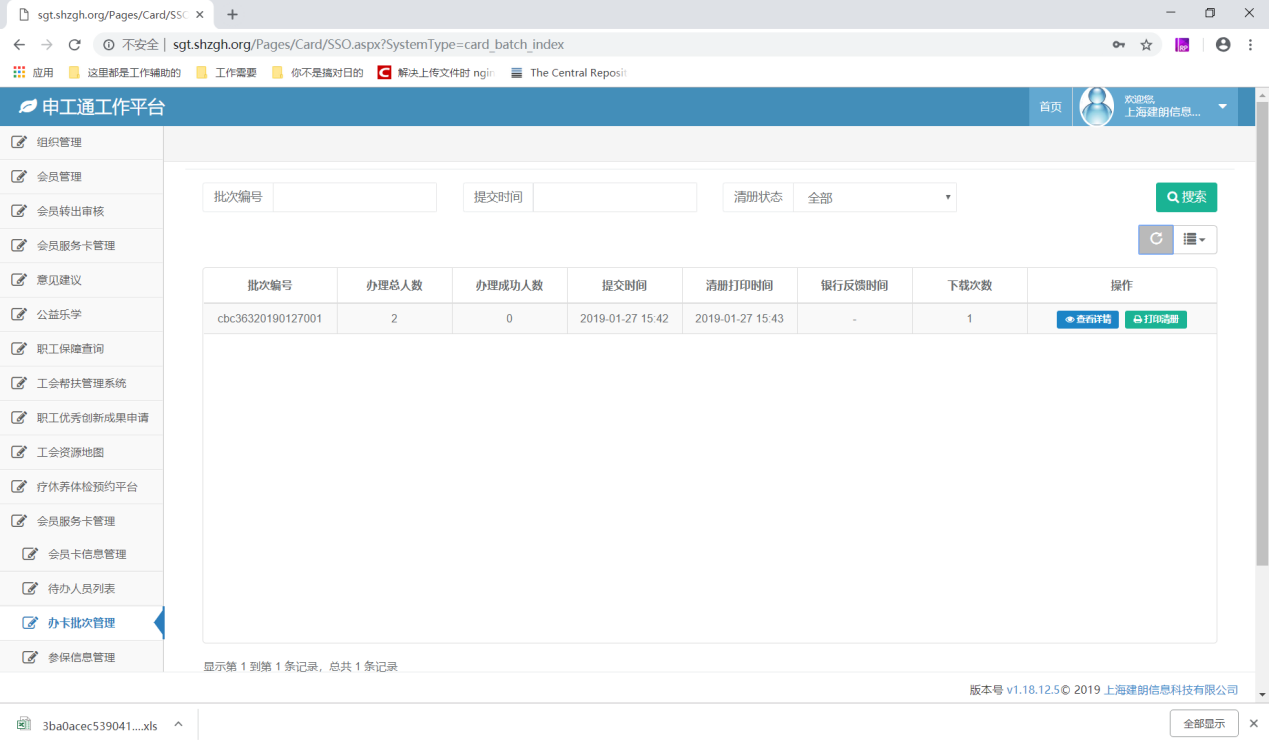 sgt.shzgh.org/Pages/Card/SSO
不安全 | sgt.shzgh.org/Pages/Card/SSO.aspx?SystemType=card_batch_index
应用 这里都是工作辅助的 工作需要 你不是搞对日的 解决上传文件时 ngin The Central Reposit
申工通工作平台
首页
欢迎您,
上海建朗信息...
组织管理
会员管理
会员转出审核
会员服务卡管理
意见建议
公益乐学
职工保障查询
工会帮扶管理系统
职工优秀创新成果申请
工会资源地图
疗休养体检预约平台
会员服务卡管理
会员卡信息管理
待办人员列表
办卡批次管理
参保信息管理
批次编号 提交时间 清册状态 全部 搜索
批次编号 办理总人数 办理成功人数 提交时间 清册打印时间 银行反馈时间 下载次数 操作
cbc36320190127001 2 0 2019-01-27 15:42 2019-01-27 15:43 - 1 查看详情 打印清册
显示第 1 到第 1 条记录，总共 1 条记录
版本号 v1.18.12.5© 2019 上海建朗信息科技有限公司
3ba0acec539041....xls 全部显示